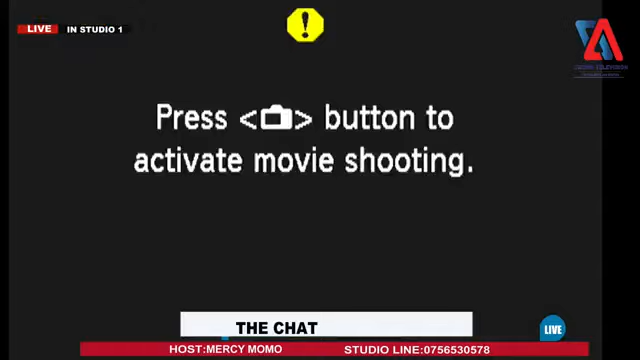 LIVE IN STUDIO 1
Press <> button to
activate movie shooting.
THE CHAT
LIVE
HOST:MERCY MOMO STUDIO LINE:0756530578